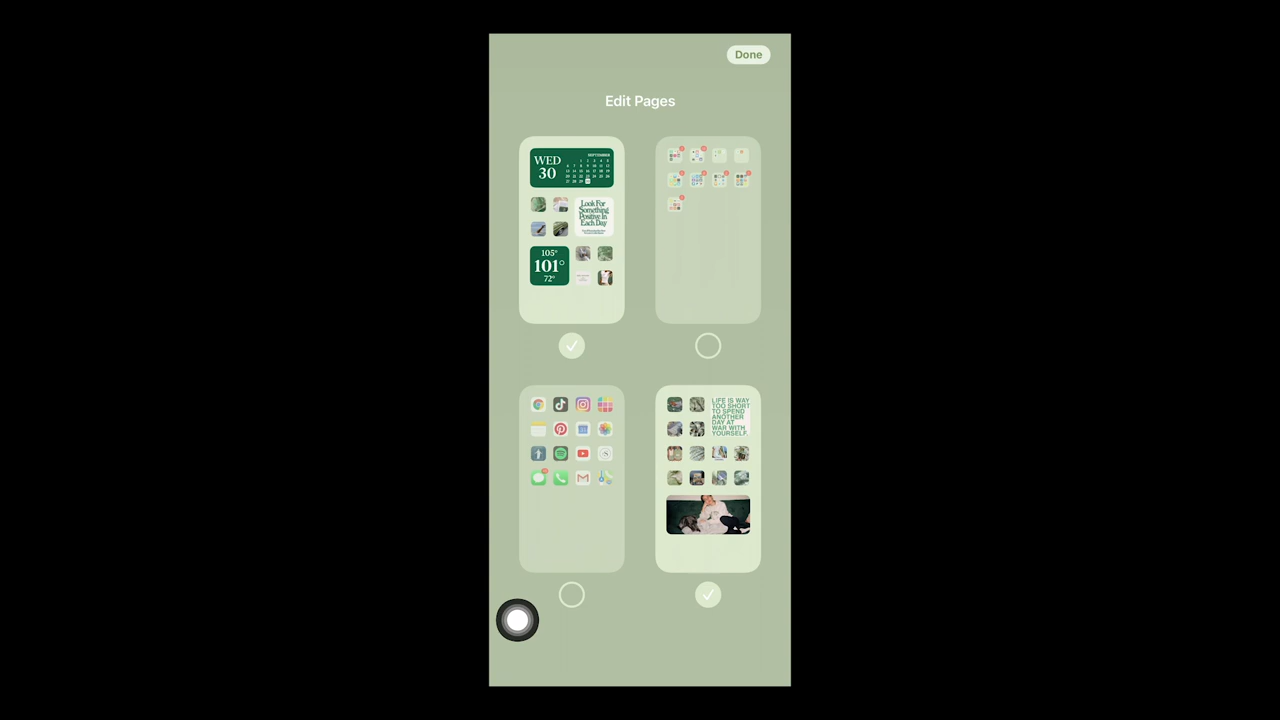 Done
Edit Pages
WED
30
SEPTEMBER
105°
101°
72°
Look For
Something
Positive In
Each Day
LIFE IS WAY
TOO SHORT
TO SPEND
ANOTHER
DAY AT
WAR WITH
YOURSELF.